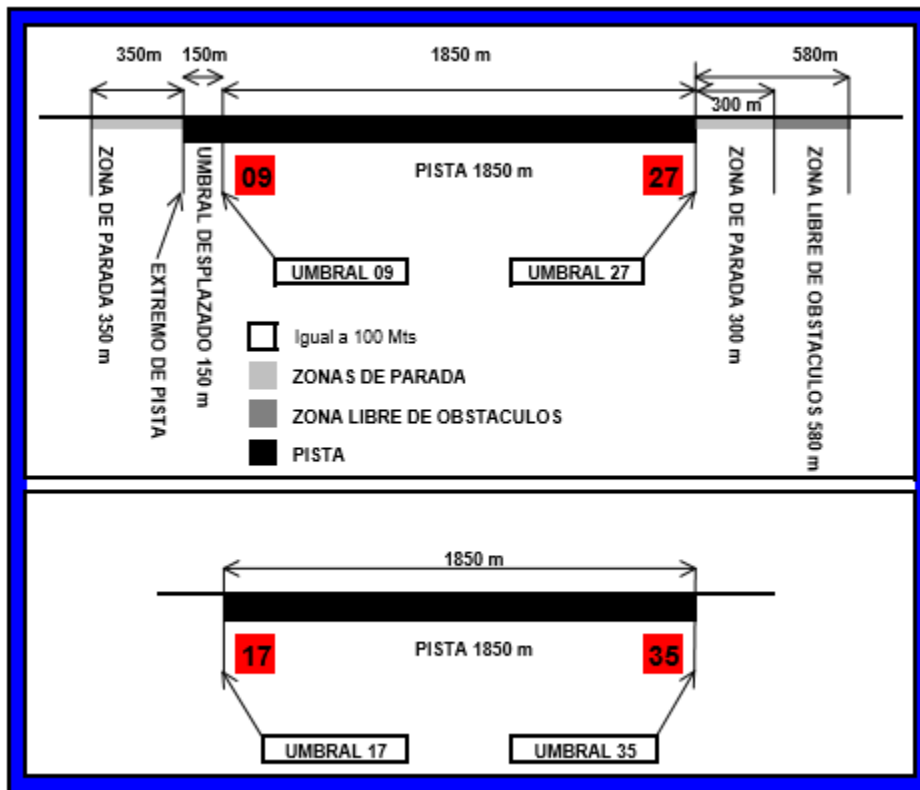 350m
150m
1850 m
580m
300 m
ZONA DE PARADA 350 m
EXTREMO DE PISTA
UMBRAL DESPLAZADO 150 m
09
PISTA 1850 m
27
ZONA DE PARADA 300 m
ZONA LIBRE DE OBSTACULOS 580 m
UMBRAL 09
UMBRAL 27
Igual a 100 Mts
ZONAS DE PARADA
ZONA LIBRE DE OBSTACULOS
PISTA
1850 m
17
PISTA 1850 m
35
UMBRAL 17
UMBRAL 35